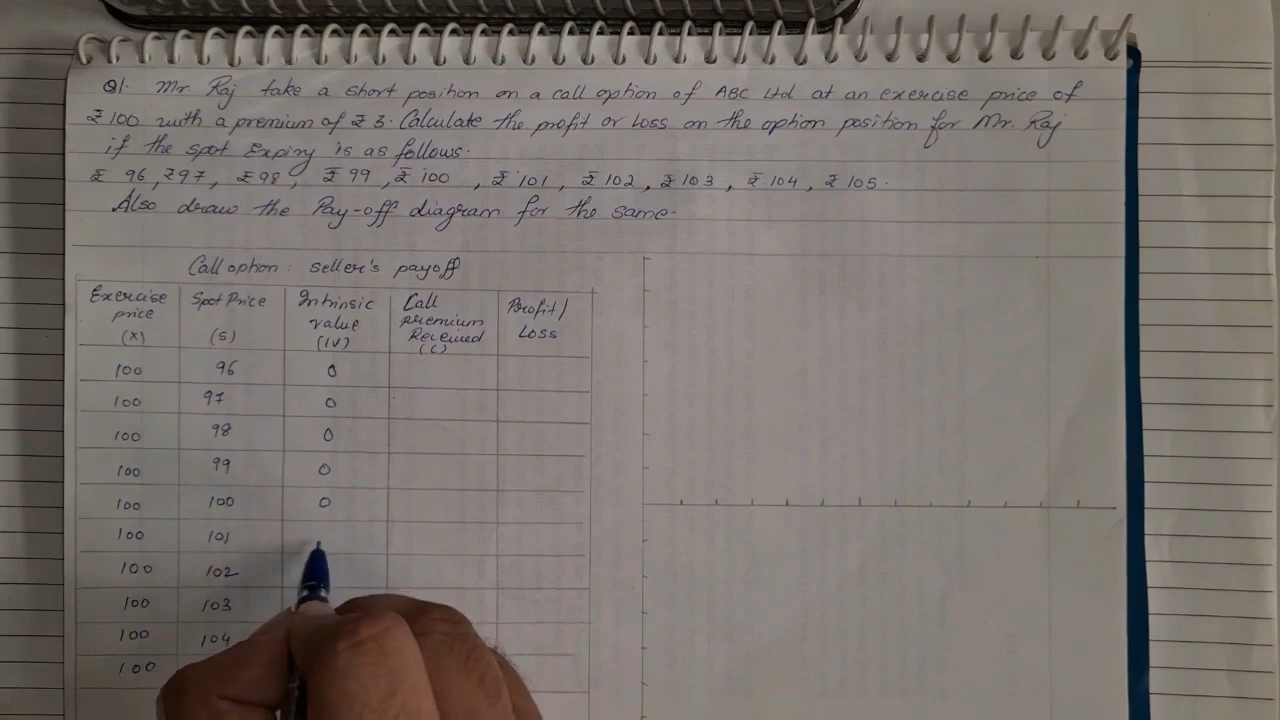 Q1. Mr Raj take a short position on a call option of ABC Ltd at an exercise price of
₹ 100 with a premium of ₹ 3. Calculate the profit or Loss on the option position for Mr. Raj
if the spot Expiry is as follows.
₹ 96, ₹97, ₹98, ₹ 99, ₹ 100, ₹ 101, ₹ 102, ₹ 103, ₹ 104, ₹ 105.
Also draw the Pay-off diagram for the same.
Call option: seller's payoff
Exercise price (X) Spot Price (S) Intrinsic value (IV) Call premium Received (C) Profit/ Loss
100 96 0
100 97 0
100 98 0
100 99 0
100 100 0
100 101
100 102
100 103
100 104
100